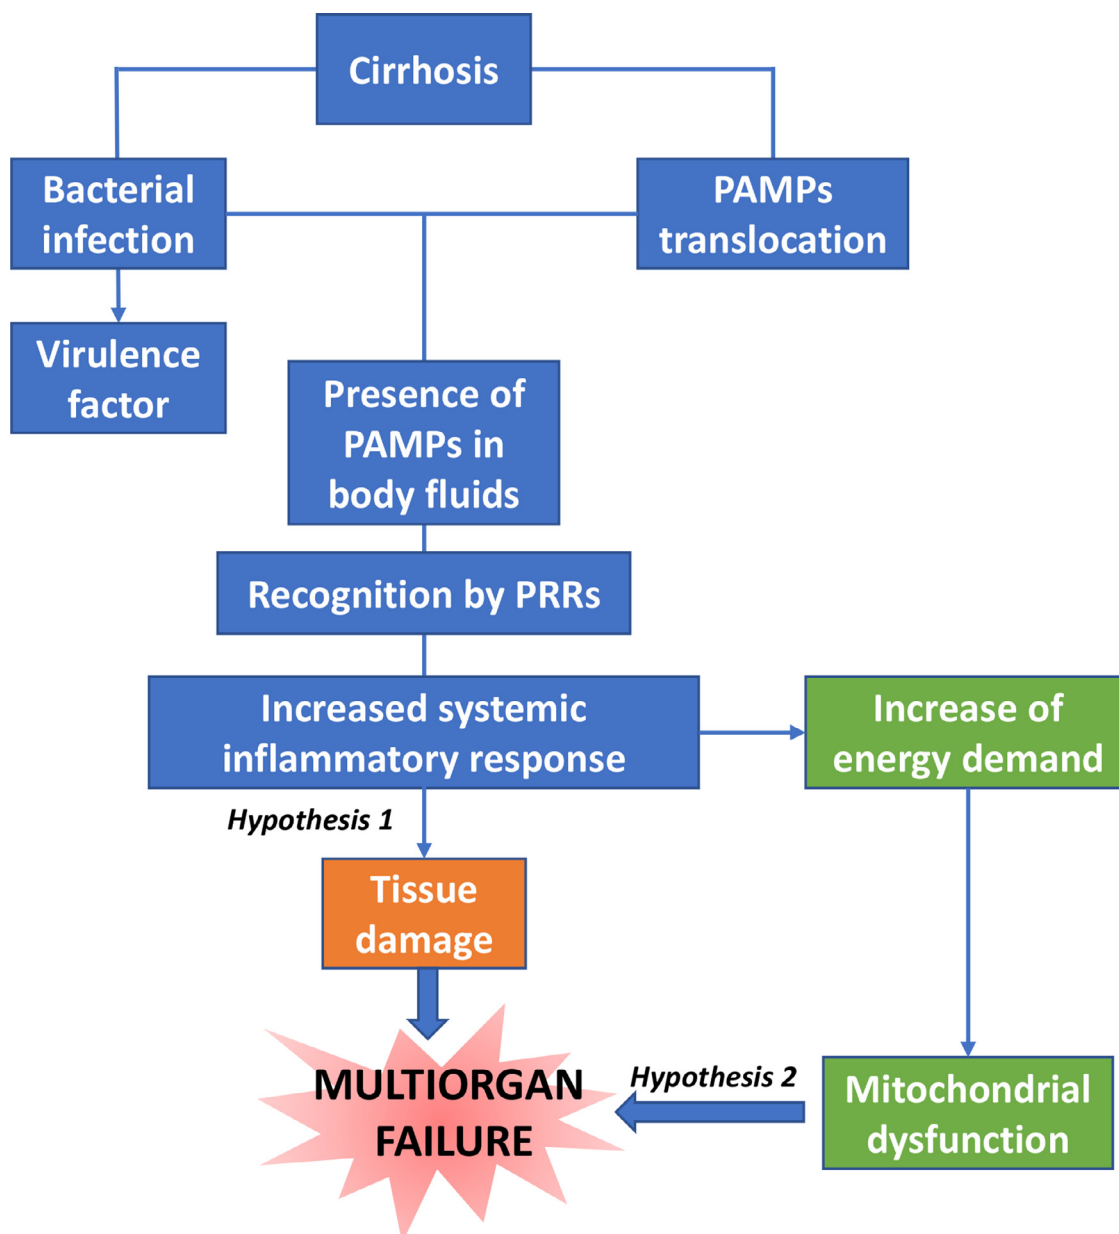 Cirrhosis
Bacterial
infection
PAMPs
translocation
Virulence
factor
Presence of
PAMPs in
body fluids
Recognition by PRRs
Increased systemic
inflammatory response
Increase of
energy demand
Hypothesis 1
Tissue
damage
MULTIORGAN
FAILURE
Hypothesis 2
Mitochondrial
dysfunction